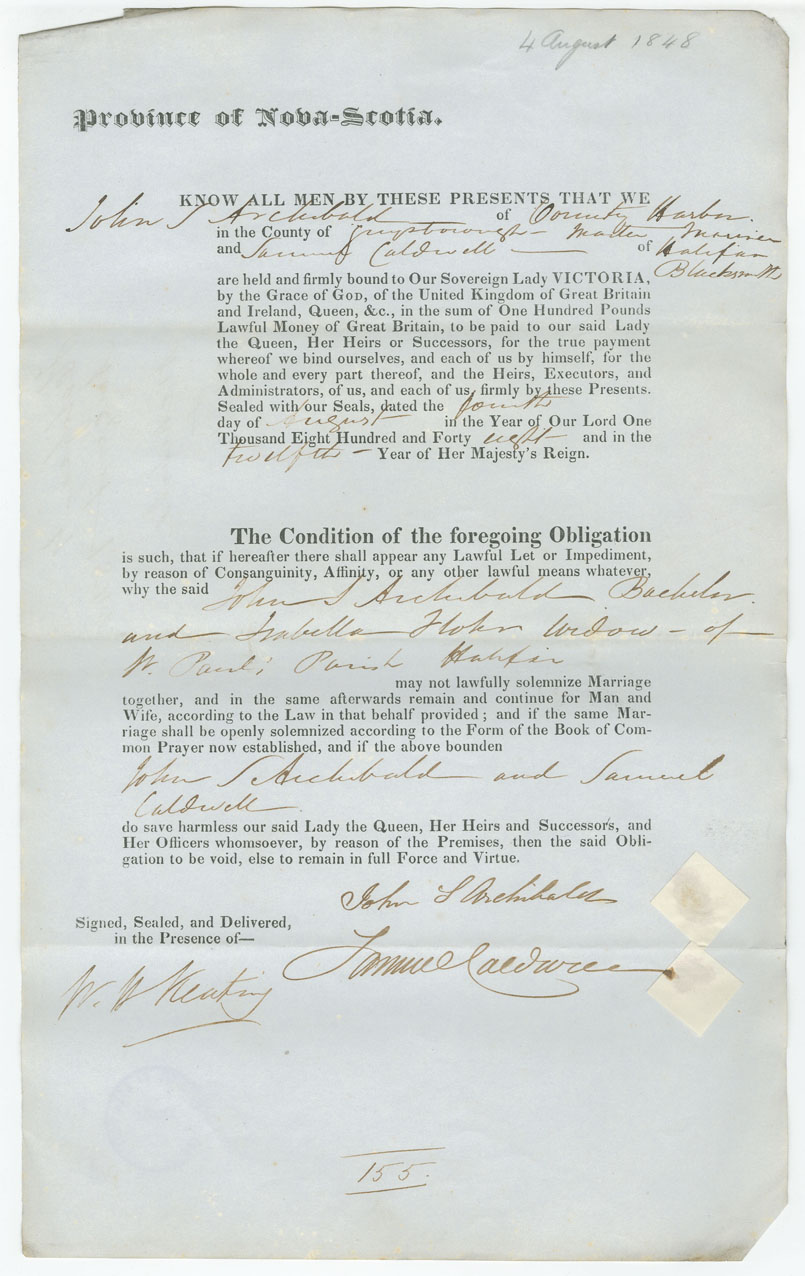 4 August 1848
Province of Nova-Scotia.
KNOW ALL MEN BY THESE PRESENTS THAT WE
John S Archibald of County Harbor.
in the County of Guysborough - Master Mariner
and Samuel Caldwell — of Halifax
Blacksmith
are held and firmly bound to Our Sovereign Lady VICTORIA,
by the Grace of GOD, of the United Kingdom of Great Britain
and Ireland, Queen, &c., in the sum of One Hundred Pounds
Lawful Money of Great Britain, to be paid to our said Lady
the Queen, Her Heirs or Successors, for the true payment
whereof we bind ourselves, and each of us by himself, for the
whole and every part thereof, and the Heirs, Executors, and
Administrators, of us, and each of us, firmly by these Presents.
Sealed with our Seals, dated the fourth
day of August in the Year of Our Lord One
Thousand Eight Hundred and Forty eight and in the
twelfth - Year of Her Majesty's Reign.
The Condition of the foregoing Obligation
is such, that if hereafter there shall appear any Lawful Let or Impediment,
by reason of Consanguinity, Affinity, or any other lawful means whatever,
why the said John S Archibald Bachelor.
and Isabella Widow - of
Paul's Parish Halifax
may not lawfully solemnize Marriage
together, and in the same afterwards remain and continue for Man and
Wife, according to the Law in that behalf provided ; and if the same Mar-
riage shall be openly solemnized according to the Form of the Book of Com-
mon Prayer now established, and if the above bounden
John S Archibald and Samuel
Caldwell.
do save harmless our said Lady the Queen, Her Heirs and Successors, and
Her Officers whomsoever, by reason of the Premises, then the said Obli-
gation to be void, else to remain in full Force and Virtue.
John S Archibald
Signed, Sealed, and Delivered,
in the Presence of—
Samuel Caldwell
W. H Keating
155.